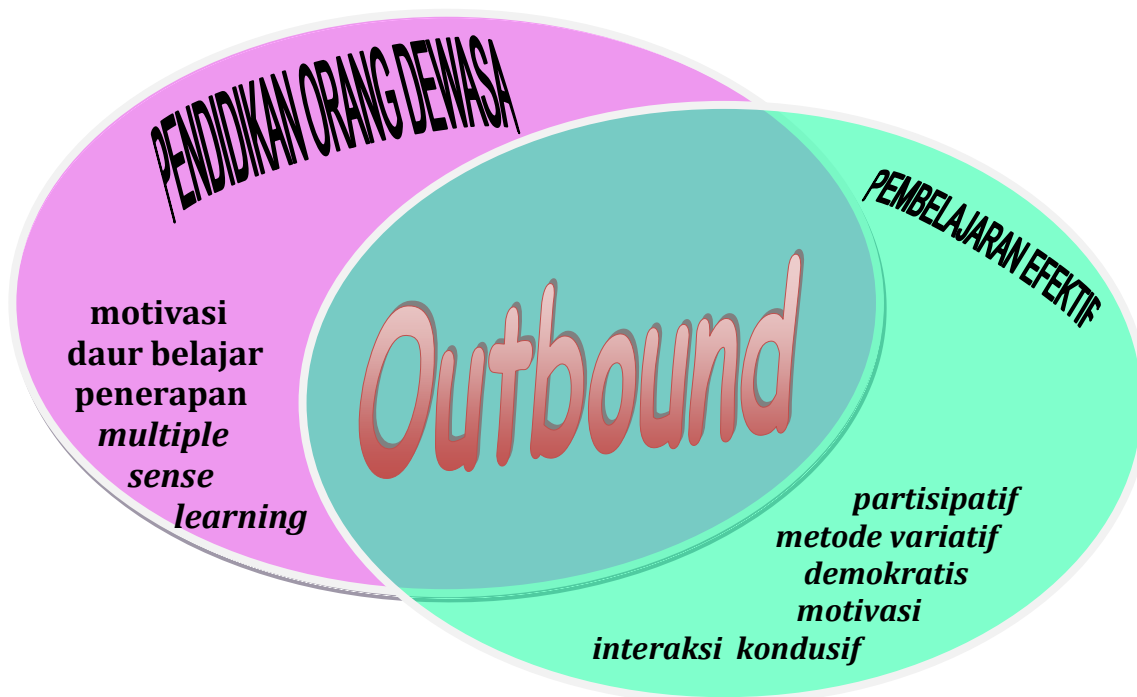 PENDIDIKAN ORANG DEWASA
PEMBELAJARAN EFEKTIF
motivasi
daur belajar
penerapan
multiple
sense
learning
Outbound
partisipatif
metode variatif
demokratis
motivasi
interaksi kondusif